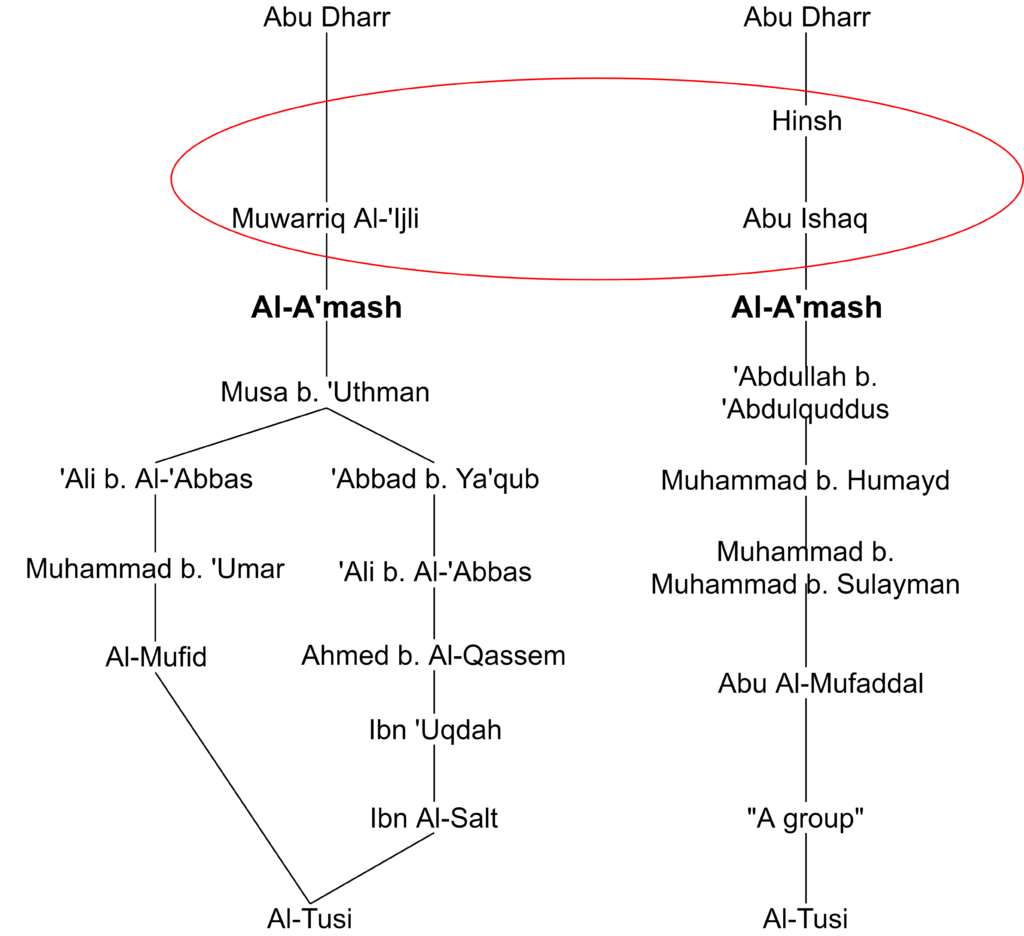 Abu Dharr
Abu Dharr
Hinsh
Muwarriq Al-'Ijli
Abu Ishaq
Al-A'mash
Al-A'mash
Musa b. 'Uthman
'Abdullah b.
'Abdulquddus
'Ali b. Al-'Abbas
'Abbad b. Ya'qub
Muhammad b. Humayd
Muhammad b. 'Umar
'Ali b. Al-'Abbas
Muhammad b.
Muhammad b. Sulayman
Al-Mufid
Ahmed b. Al-Qassem
Abu Al-Mufaddal
Ibn 'Uqdah
Ibn Al-Salt
"A group"
Al-Tusi
Al-Tusi